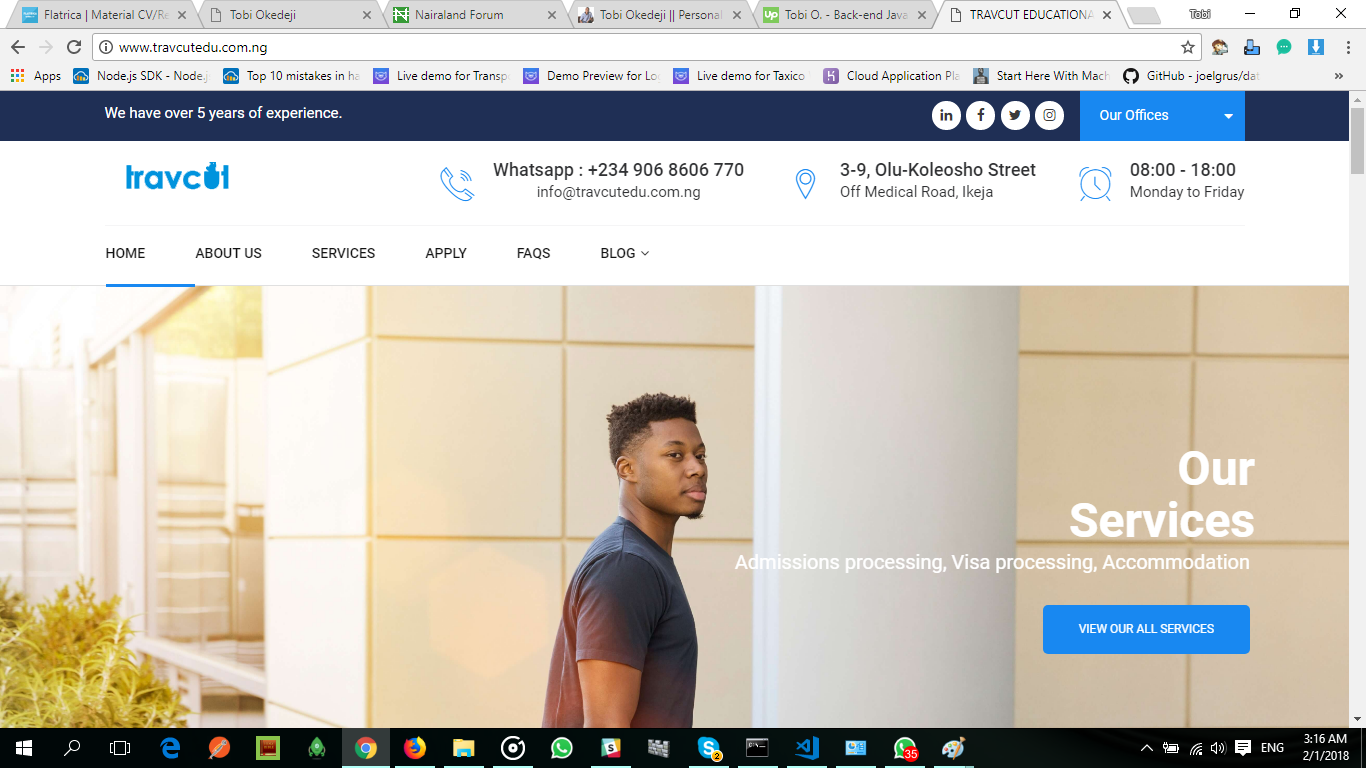 Flatrica | Material CV/Re
Tobi Okedeji
Nairaland Forum
Tobi Okedeji || Personal
Tobi O. - Back-end Java
TRAVCUT EDUCATIONA
Tobi
www.travcutedu.com.ng
Apps
Node.js SDK - Node.j
Top 10 mistakes in ha
Live demo for Transp
Demo Preview for Lo
Live demo for Taxico
Cloud Application Pla
Start Here With Mach
GitHub - joelgrus/dat
We have over 5 years of experience.
Our Offices
travcut
Whatsapp : +234 906 8606 770
info@travcutedu.com.ng
3-9, Olu-Koleosho Street
Off Medical Road, Ikeja
08:00 - 18:00
Monday to Friday
HOME
ABOUT US
SERVICES
APPLY
FAQS
BLOG
Our
Services
Admissions processing, Visa processing, Accommodation
VIEW OUR ALL SERVICES
2
35
ENG
3:16 AM
2/1/2018